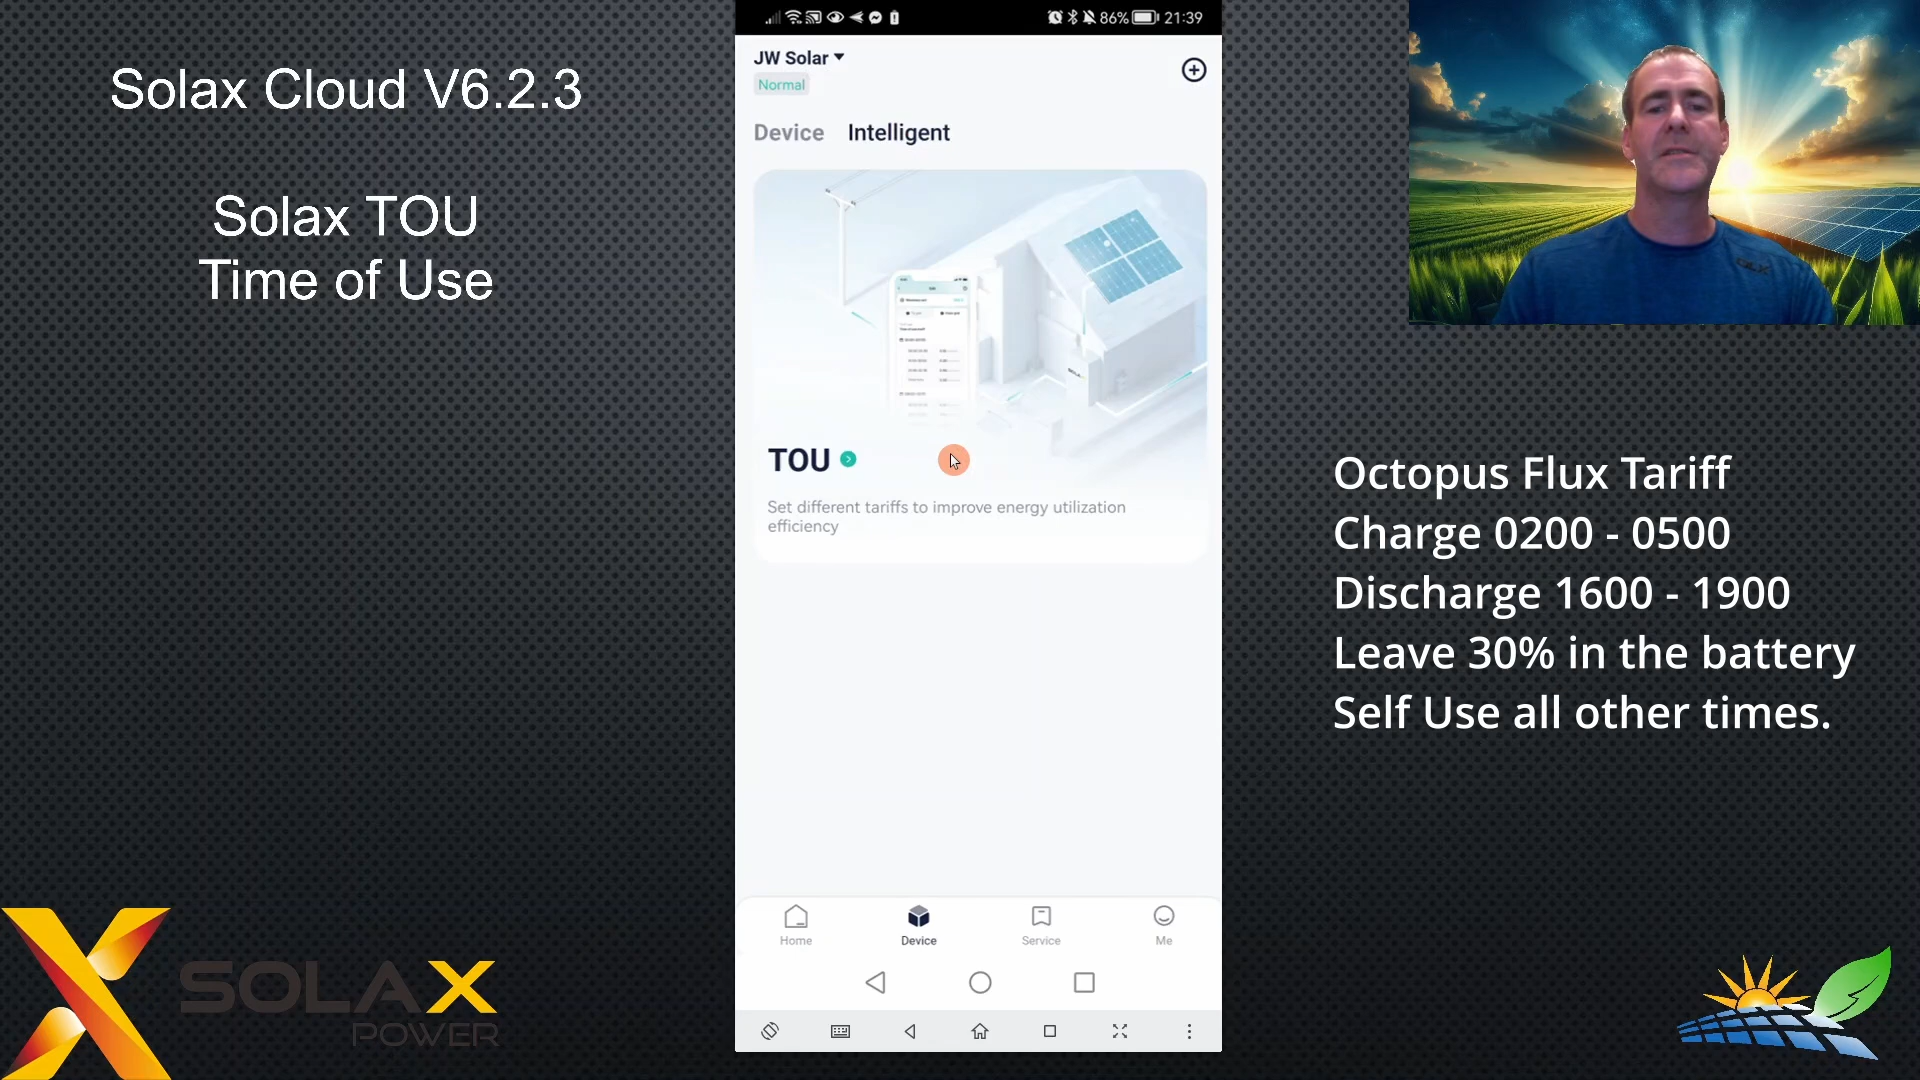 Solax Cloud V6.2.3
Solax TOU
Time of Use
86% 21:39
JW Solar
Normal
Device Intelligent
TOU
Set different tariffs to improve energy utilization
efficiency
Home Device Service Me
Octopus Flux Tariff
Charge 0200 - 0500
Discharge 1600 - 1900
Leave 30% in the battery
Self Use all other times.
SOLAX
POWER